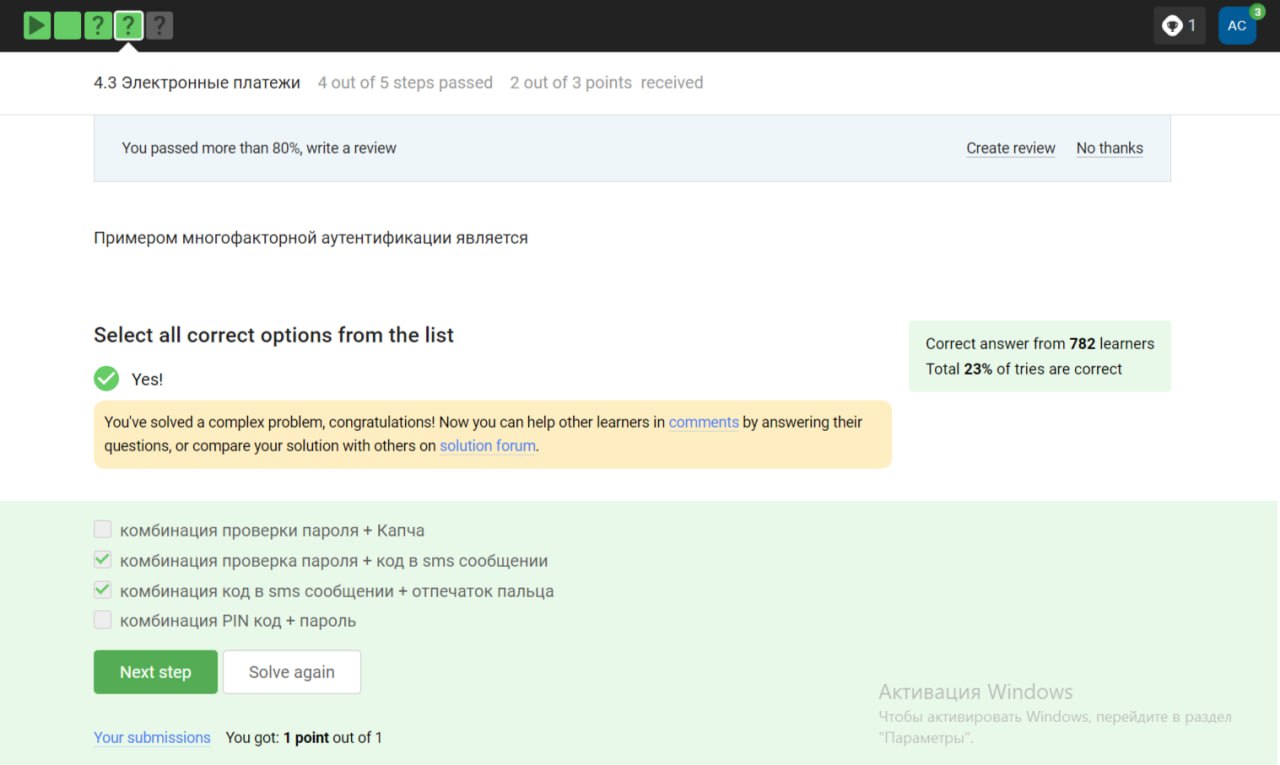 ? ? ?
1
AC
3
4.3 Электронные платежи 4 out of 5 steps passed 2 out of 3 points received
You passed more than 80%, write a review Create review No thanks
Примером многофакторной аутентификации является
Select all correct options from the list
Correct answer from 782 learners
Total 23% of tries are correct
Yes!
You've solved a complex problem, congratulations! Now you can help other learners in comments by answering their
questions, or compare your solution with others on solution forum.
комбинация проверки пароля + Капча
комбинация проверка пароля + код в sms сообщении
комбинация код в sms сообщении + отпечаток пальца
комбинация PIN код + пароль
Next step Solve again
Активация Windows
Чтобы активировать Windows, перейдите в раздел
"Параметры".
Your submissions You got: 1 point out of 1